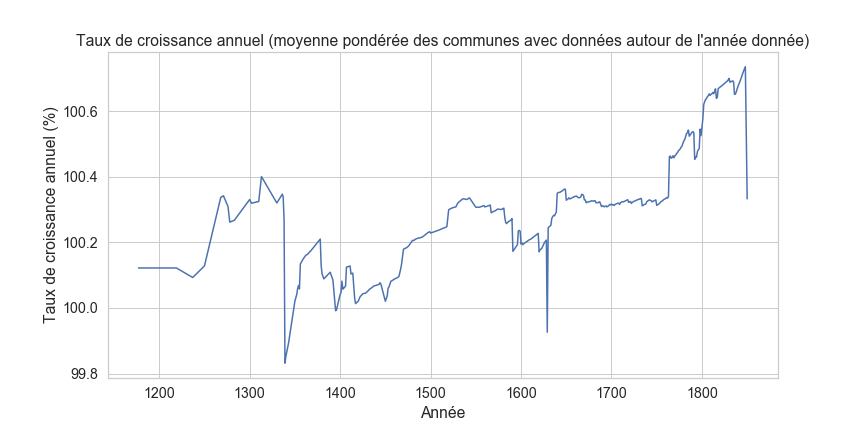 Taux de croissance annuel (moyenne pondérée des communes avec données autour de l'année donnée)
Taux de croissance annuel (%)
100.6
100.4
100.2
100.0
99.8
1200 1300 1400 1500 1600 1700 1800
Année